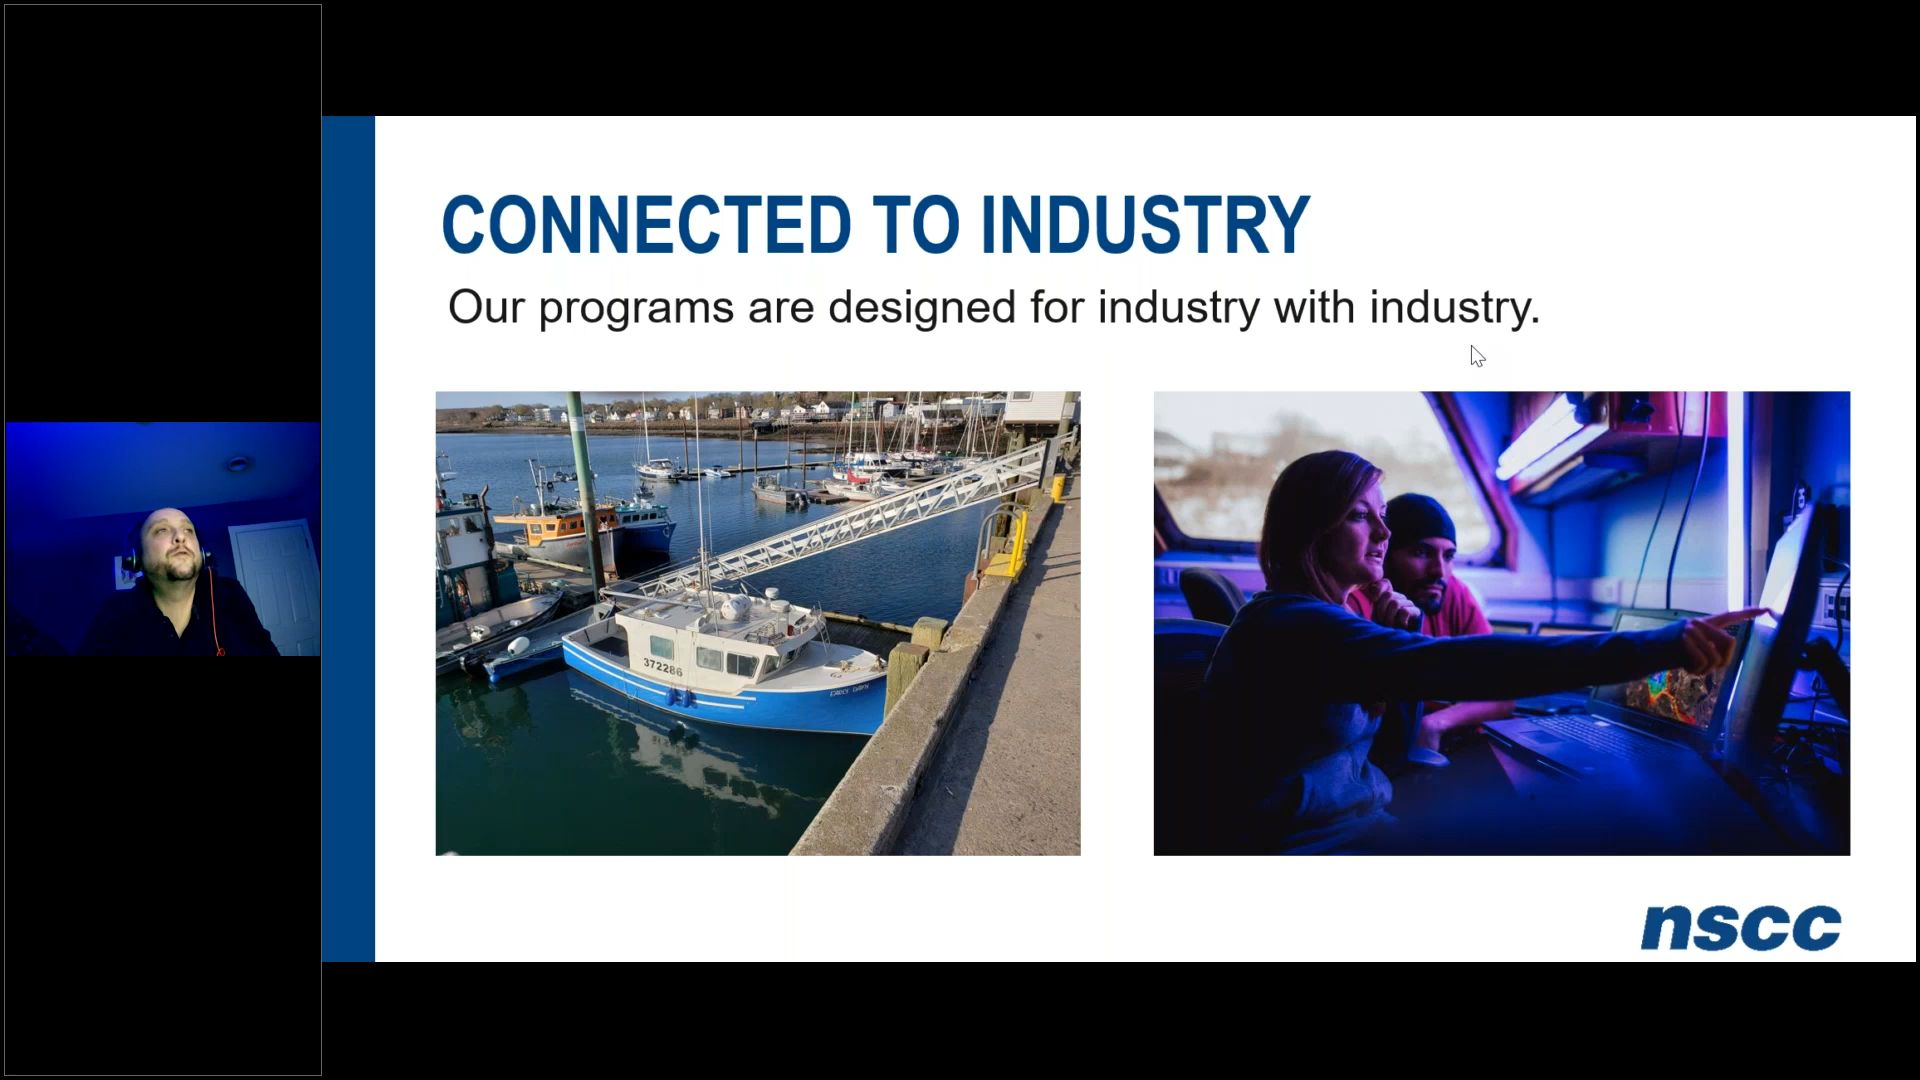 CONNECTED TO INDUSTRY
Our programs are designed for industry with industry.
372286
nscc